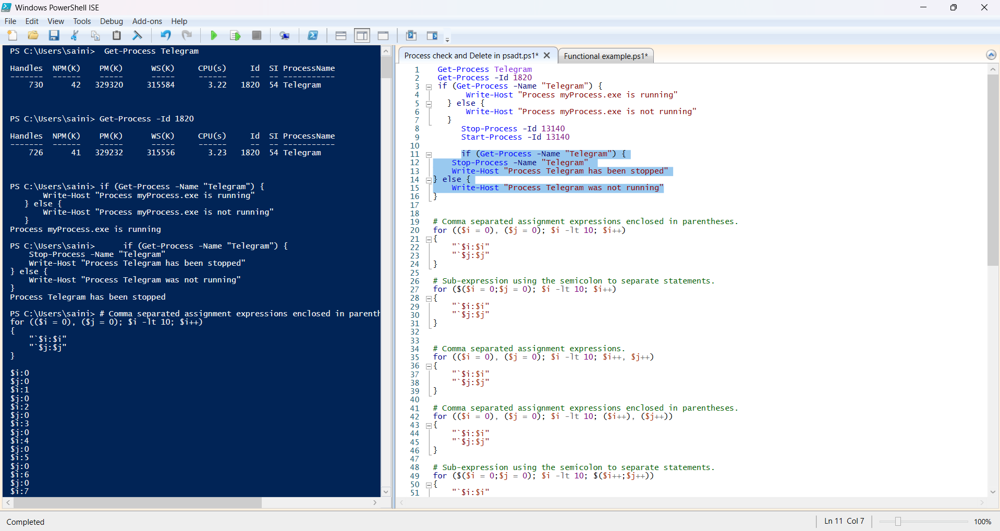 Windows PowerShell ISE
File Edit View Tools Debug Add-ons Help
PS C:\Users\saini>  Get-Process Telegram
Handles  NPM(K)    PM(K)      WS(K)     CPU(s)     Id  SI ProcessName
-------  ------    -----      -----     ------     --  -- -----------
    730      42   329320     315584       3.22   1820  54 Telegram
PS C:\Users\saini> Get-Process -Id 1820
Handles  NPM(K)    PM(K)      WS(K)     CPU(s)     Id  SI ProcessName
-------  ------    -----      -----     ------     --  -- -----------
    726      41   329232     315556       3.23   1820  54 Telegram
PS C:\Users\saini> if (Get-Process -Name "Telegram") {
       Write-Host "Process myProcess.exe is running"
   } else {
       Write-Host "Process myProcess.exe is not running"
   }
Process myProcess.exe is running
PS C:\Users\saini>      if (Get-Process -Name "Telegram") {
    Stop-Process -Name "Telegram"
    Write-Host "Process Telegram has been stopped"
} else {
    Write-Host "Process Telegram was not running"
}
Process Telegram has been stopped
PS C:\Users\saini> # Comma separated assignment expressions enclosed in parenth
for (($i = 0), ($j = 0); $i -lt 10; $i++)
{
    "`$i:$i"
    "`$j:$j"
}
$i:0
$j:0
$i:1
$j:0
$i:2
$j:0
$i:3
$j:0
$i:4
$j:0
$i:5
$j:0
$i:6
$j:0
$i:7
Process check and Delete in psadt.ps1* Functional example.ps1*
1 Get-Process Telegram
2 Get-Process -Id 1820
3 if (Get-Process -Name "Telegram") {
4       Write-Host "Process myProcess.exe is running"
5   } else {
6       Write-Host "Process myProcess.exe is not running"
7   }
8      Stop-Process -Id 13140
9      Start-Process -Id 13140
10
11      if (Get-Process -Name "Telegram") {
12    Stop-Process -Name "Telegram"
13    Write-Host "Process Telegram has been stopped"
14 } else {
15    Write-Host "Process Telegram was not running"
16 }
17
18
19 # Comma separated assignment expressions enclosed in parentheses.
20 for (($i = 0), ($j = 0); $i -lt 10; $i++)
21 {
22    "`$i:$i"
23    "`$j:$j"
24 }
25
26 # Sub-expression using the semicolon to separate statements.
27 for ($($i = 0;$j = 0); $i -lt 10; $i++)
28 {
29    "`$i:$i"
30    "`$j:$j"
31 }
32
33
34 # Comma separated assignment expressions.
35 for (($i = 0), ($j = 0); $i -lt 10; $i++, $j++)
36 {
37    "`$i:$i"
38    "`$j:$j"
39 }
40
41 # Comma separated assignment expressions enclosed in parentheses.
42 for (($i = 0), ($j = 0); $i -lt 10; ($i++), ($j++))
43 {
44    "`$i:$i"
45    "`$j:$j"
46 }
47
48 # Sub-expression using the semicolon to separate statements.
49 for ($($i = 0;$j = 0); $i -lt 10; $($i++;$j++))
50 {
51    "`$i:$i"
Completed
Ln 11 Col 7
100%